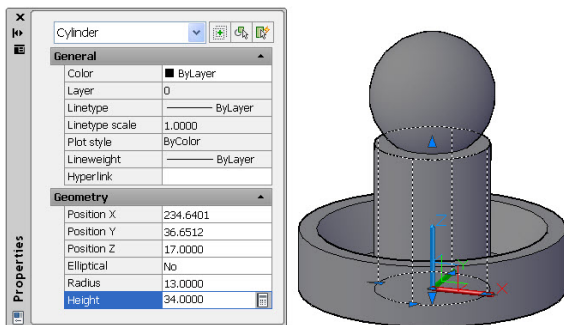 Cylinder
General
Color ByLayer
Layer 0
Linetype ByLayer
Linetype scale 1.0000
Plot style ByColor
Lineweight ByLayer
Hyperlink
Geometry
Position X 234.6401
Position Y 36.6512
Position Z 17.0000
Elliptical No
Radius 13.0000
Height 34.0000
Properties
X